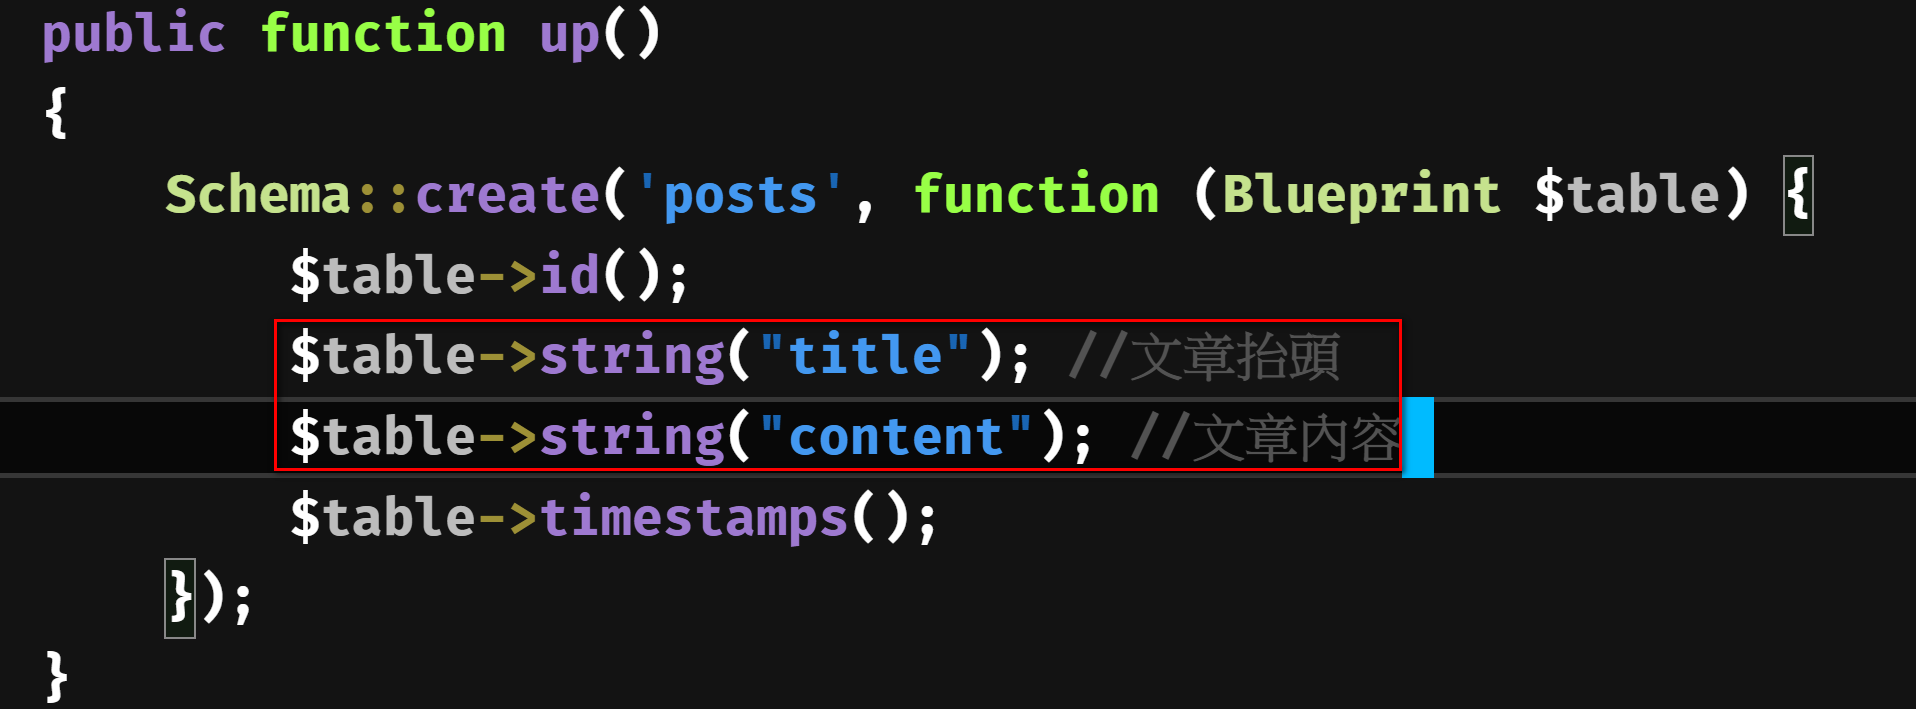 public function up()
{
    Schema::create('posts', function (Blueprint $table) {
        $table->id();
        $table->string("title"); //文章抬頭
        $table->string("content"); //文章內容
        $table->timestamps();
    });
}